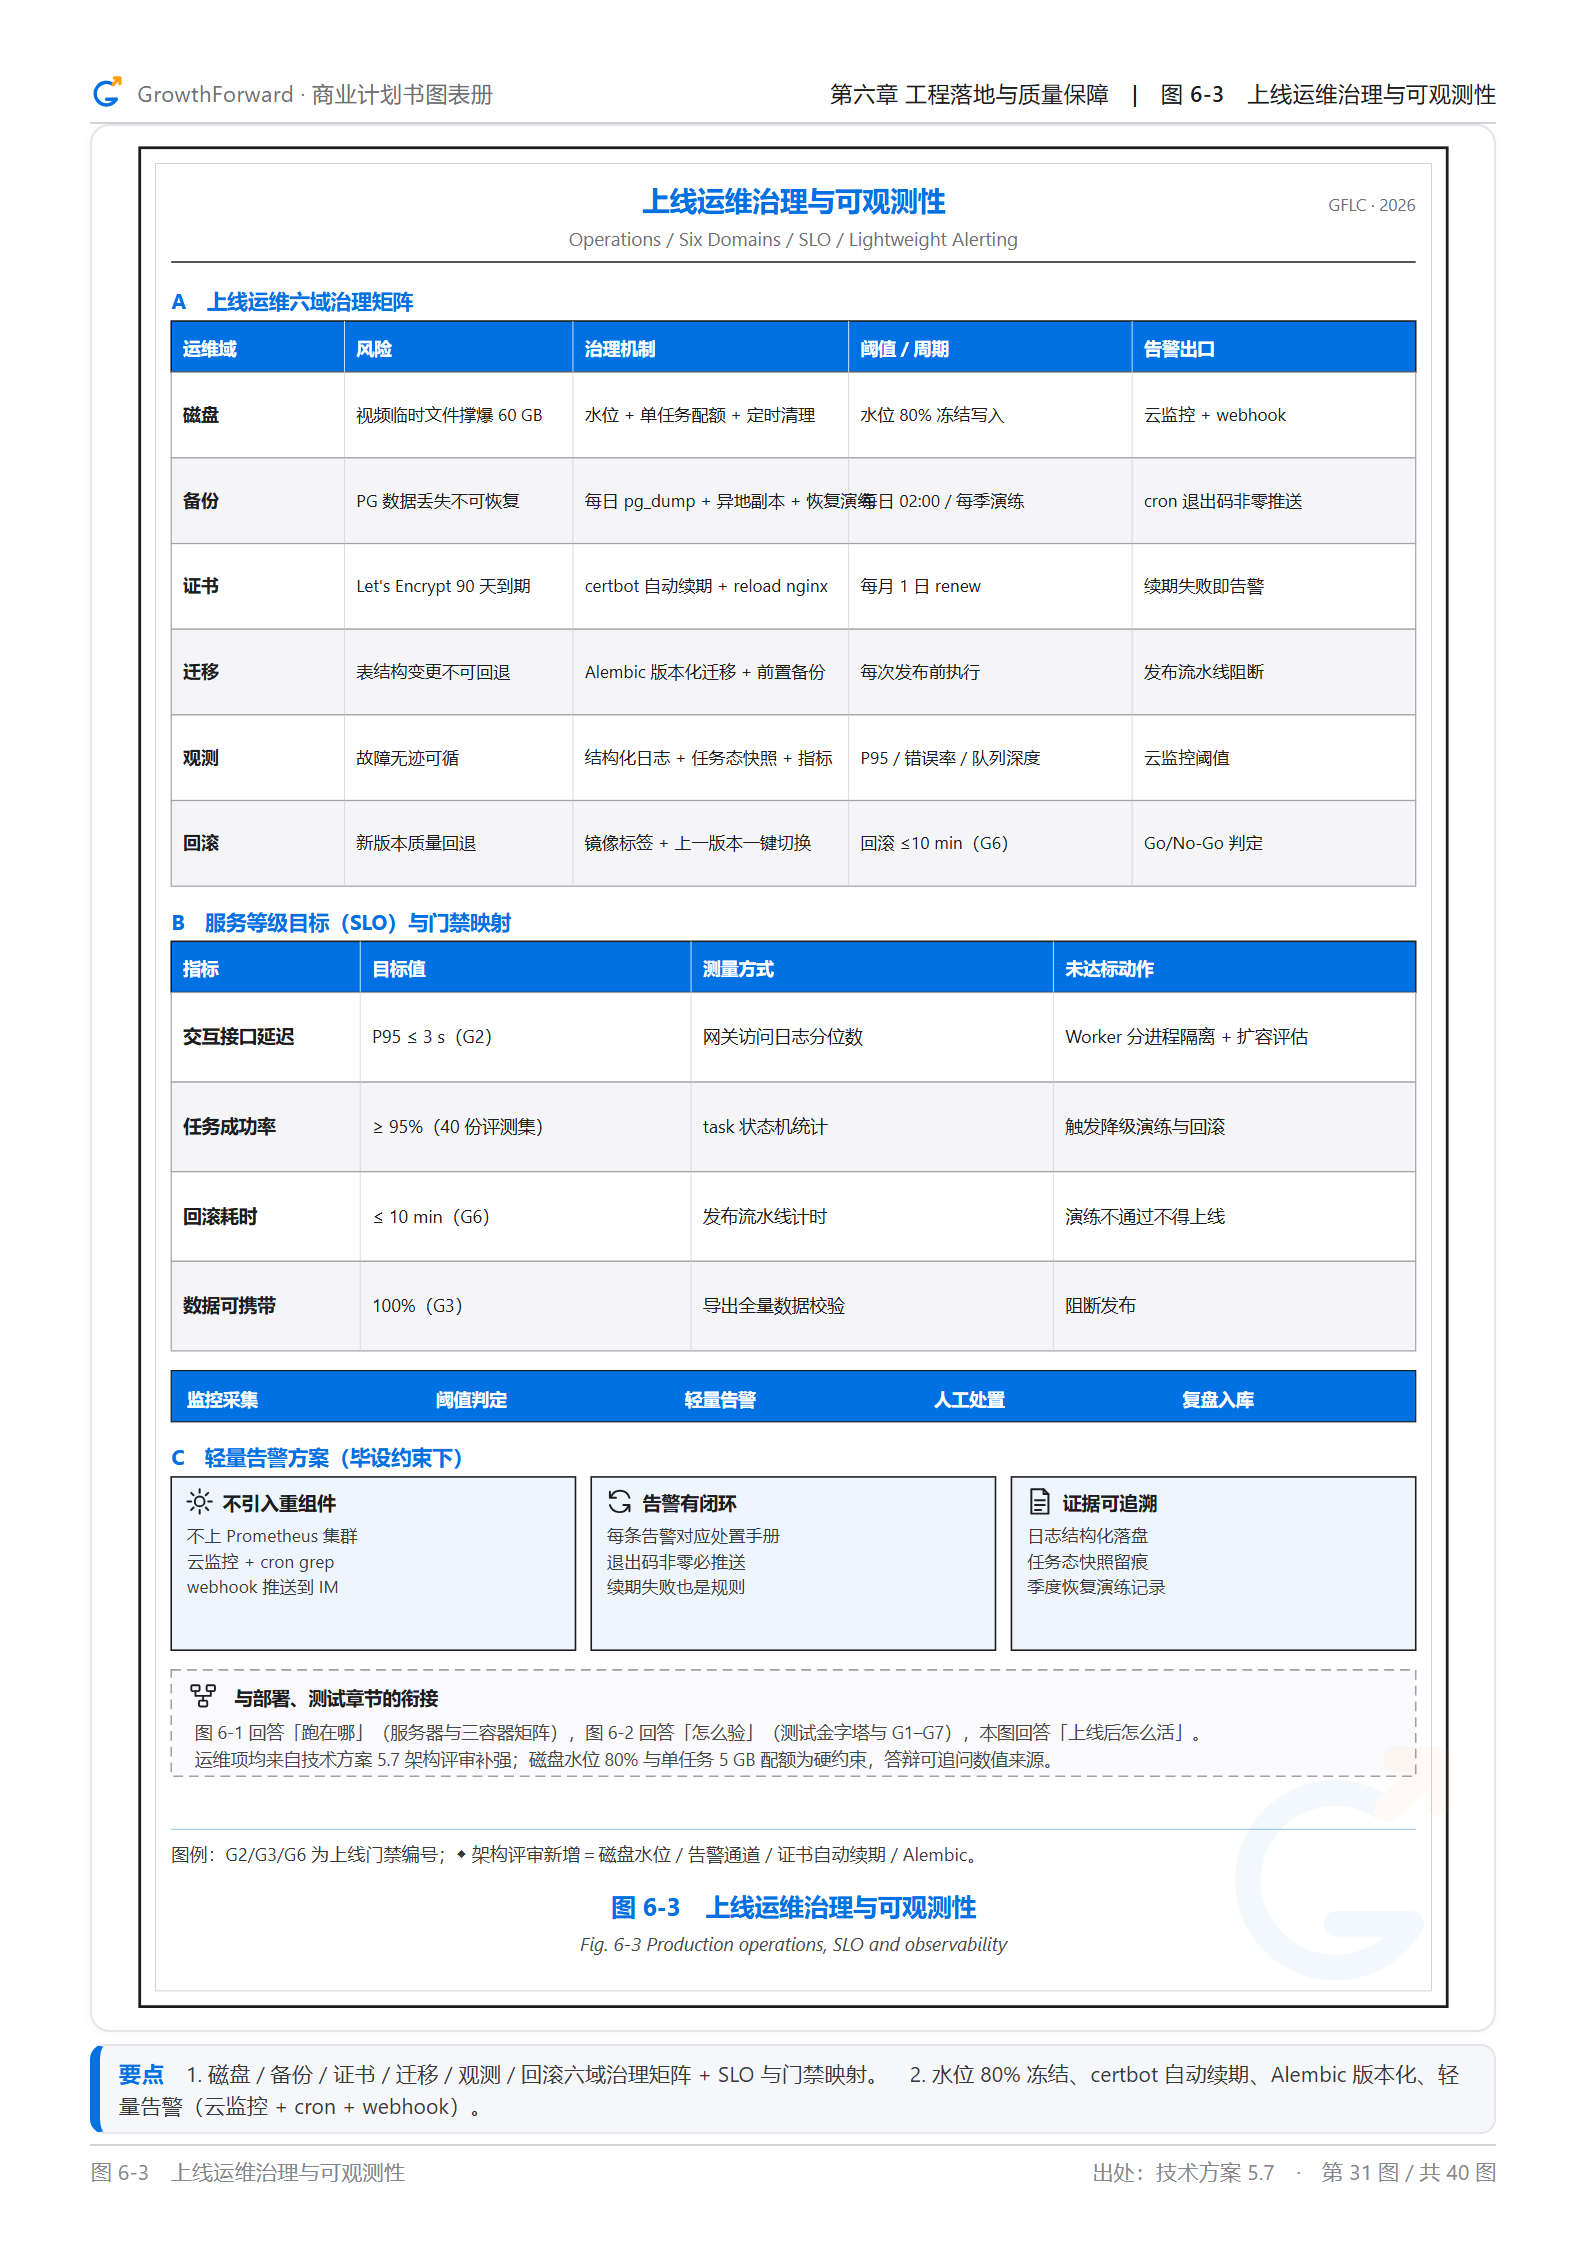 GrowthForward · 商业计划书图表册
第六章 工程落地与质量保障 | 图 6-3 上线运维治理与可观测性
上线运维治理与可观测性
GFLC · 2026
Operations / Six Domains / SLO / Lightweight Alerting
A 上线运维六域治理矩阵
运维域 风险 治理机制 阈值 / 周期 告警出口
磁盘 视频临时文件撑爆 60 GB 水位 + 单任务配额 + 定时清理 水位 80% 冻结写入 云监控 + webhook
备份 PG 数据丢失不可恢复 每日 pg_dump + 异地副本 + 恢复演练 每日 02:00 / 每季演练 cron 退出码非零推送
证书 Let's Encrypt 90 天到期 certbot 自动续期 + reload nginx 每月 1 日 renew 续期失败即告警
迁移 表结构变更不可回退 Alembic 版本化迁移 + 前置备份 每次发布前执行 发布流水线阻断
观测 故障无迹可循 结构化日志 + 任务态快照 + 指标 P95 / 错误率 / 队列深度 云监控阈值
回滚 新版本质量回退 镜像标签 + 上一版本一键切换 回滚 ≤10 min（G6） Go/No-Go 判定
B 服务等级目标（SLO）与门禁映射
指标 目标值 测量方式 未达标动作
交互接口延迟 P95 ≤ 3 s（G2） 网关访问日志分位数 Worker 分进程隔离 + 扩容评估
任务成功率 ≥ 95%（40 份评测集） task 状态机统计 触发降级演练与回滚
回滚耗时 ≤ 10 min（G6） 发布流水线计时 演练不通过不得上线
数据可携带 100%（G3） 导出全量数据校验 阻断发布
监控采集 阈值判定 轻量告警 人工处置 复盘入库
C 轻量告警方案（毕设约束下）
不引入重组件
不上 Prometheus 集群
云监控 + cron grep
webhook 推送到 IM
告警有闭环
每条告警对应处置手册
退出码非零必推送
续期失败也是规则
证据可追溯
日志结构化落盘
任务态快照留痕
季度恢复演练记录
与部署、测试章节的衔接
图 6-1 回答「跑在哪」（服务器与三容器矩阵），图 6-2 回答「怎么验」（测试金字塔与 G1–G7），本图回答「上线后怎么活」。
运维项均来自技术方案 5.7 架构评审补强；磁盘水位 80% 与单任务 5 GB 配额为硬约束，答辩可追问数值来源。
图例：G2/G3/G6 为上线门禁编号；◆ 架构评审新增 = 磁盘水位 / 告警通道 / 证书自动续期 / Alembic。
图 6-3 上线运维治理与可观测性
Fig. 6-3 Production operations, SLO and observability
要点 1. 磁盘 / 备份 / 证书 / 迁移 / 观测 / 回滚六域治理矩阵 + SLO 与门禁映射。 2. 水位 80% 冻结、certbot 自动续期、Alembic 版本化、轻
量告警（云监控 + cron + webhook）。
图 6-3 上线运维治理与可观测性
出处：技术方案 5.7 · 第 31 图 / 共 40 图